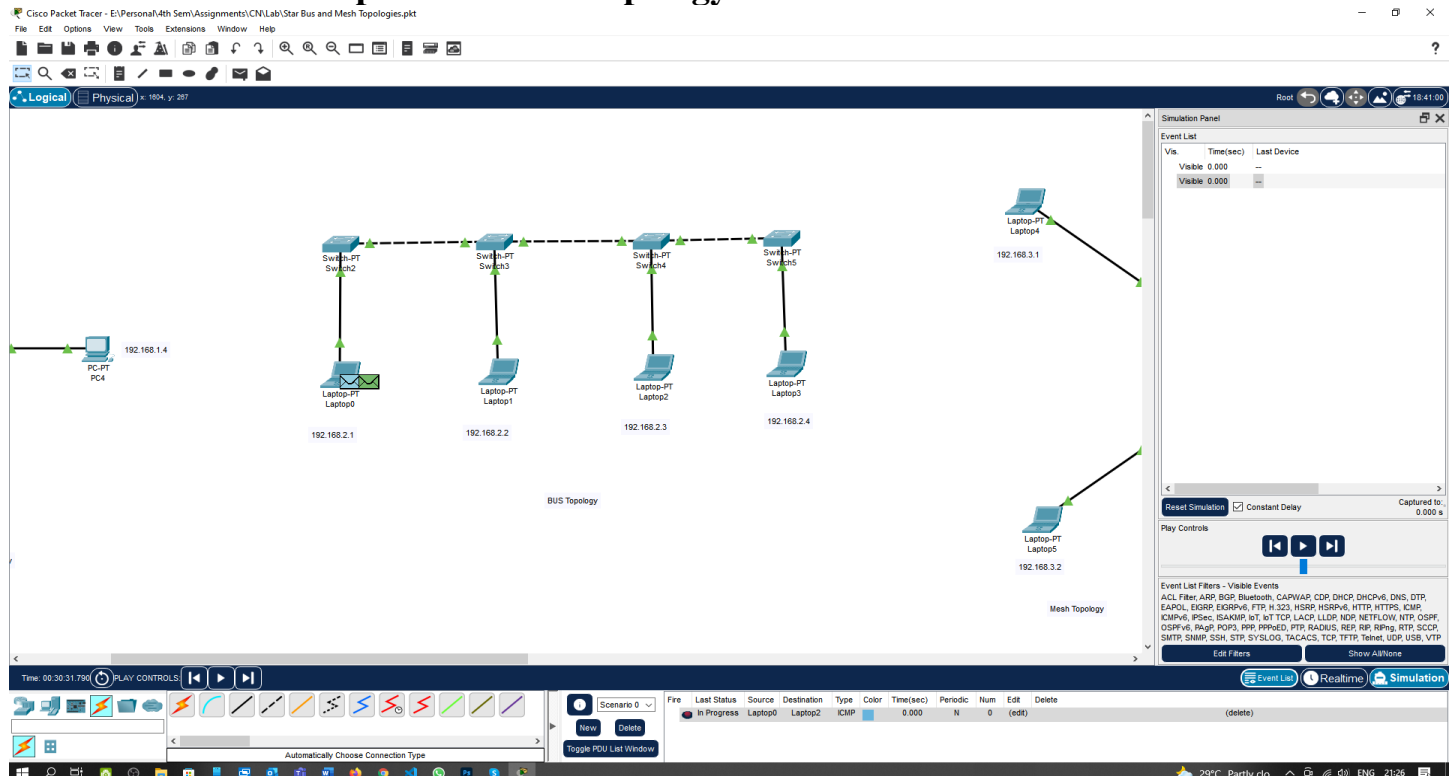 topology
Cisco Packet Tracer - E:\Personal\4th Sem\Assignments\CN\Lab\Star Bus and Mesh Topologies.pkt
File Edit Options View Tools Extensions Window Help
?
Logical Physical x: 1604, y: 267 Root 18:41:00
Simulation Panel
Event List
Vis. Time(sec) Last Device
Visible 0.000 --
Visible 0.000 --
Laptop-PT
Laptop4
192.168.3.1
Switch-PT
Switch2
Switch-PT
Switch3
Switch-PT
Switch4
Switch-PT
Switch5
PC-PT
PC4
192.168.1.4
Laptop-PT
Laptop0
192.168.2.1
Laptop-PT
Laptop1
192.168.2.2
Laptop-PT
Laptop2
192.168.2.3
Laptop-PT
Laptop3
192.168.2.4
BUS Topology
Laptop-PT
Laptop5
192.168.3.2
Mesh Topology
Reset Simulation Constant Delay Captured to:
0.000 s
Play Controls
Event List Filters - Visible Events
ACL Filter, ARP, BGP, Bluetooth, CAPWAP, CDP, DHCP, DHCPv6, DNS, DTP,
EAPOL, EIGRP, EIGRPv6, FTP, H.323, HSRP, HSRPv6, HTTP, HTTPS, ICMP,
ICMPv6, IPSec, ISAKMP, IoT, IoT TCP, LACP, LLDP, NDP, NETFLOW, NTP, OSPF,
OSPFv6, PAgP, POP3, PPP, PPPoED, PTP, RADIUS, REP, RIP, RIPng, RTP, SCCP,
SMTP, SNMP, SSH, STP, SYSLOG, TACACS, TCP, TFTP, Telnet, UDP, USB, VTP
Edit Filters Show All/None
Time: 00:30:31.790 PLAY CONTROLS: Event List Realtime Simulation
Scenario 0
New Delete
Toggle PDU List Window
Fire Last Status Source Destination Type Color Time(sec) Periodic Num Edit Delete
In Progress Laptop0 Laptop2 ICMP 0.000 N 0 (edit) (delete)
Automatically Choose Connection Type
29°C Partly clo... ENG 21:26